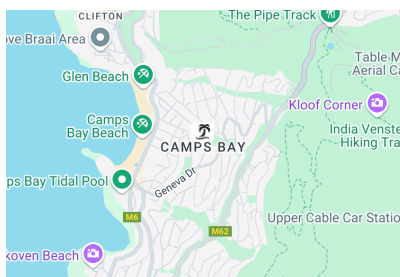 CLIFTON
The Pipe Track
ove Braai Area
Glen Beach
Table M
Aerial Ca
Kloof Corner
Camps
Bay Beach
India Venste
Hiking Tra
CAMPS BAY
ps Bay Tidal Pool
Geneva Dr
M6
M62
Upper Cable Car Station
koven Beach